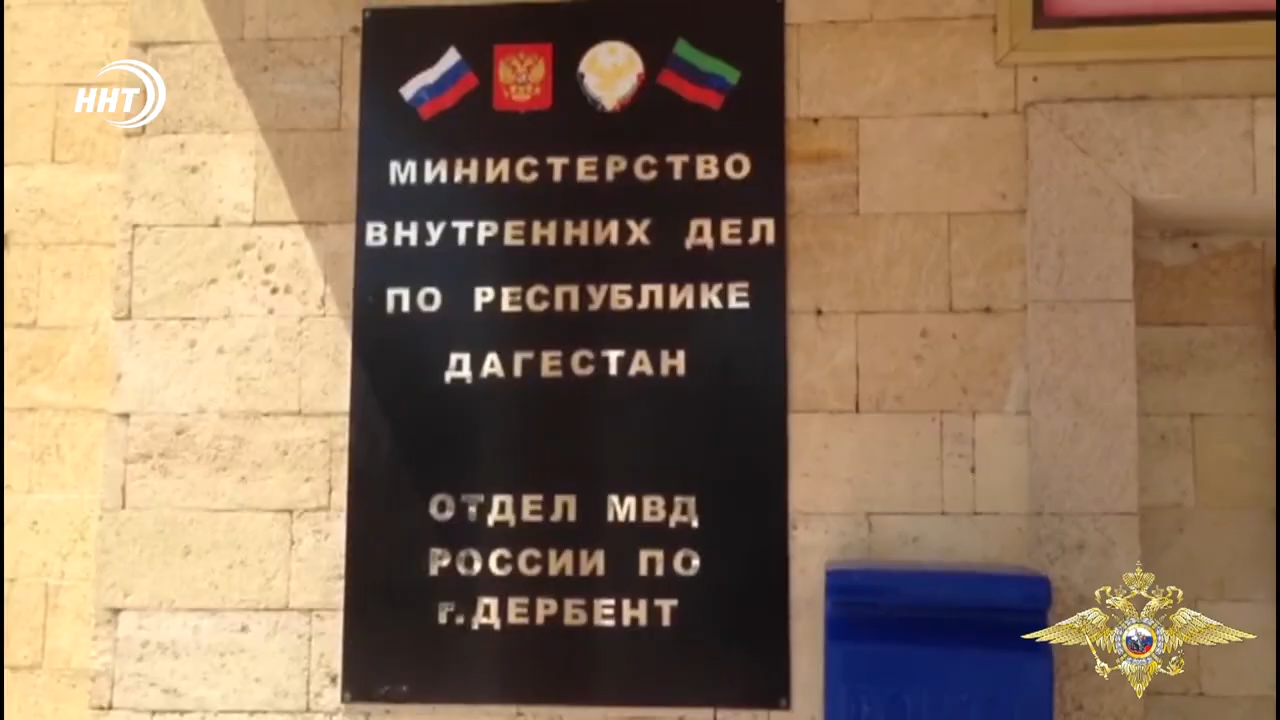 ННТ
МИНИСТЕРСТВО
ВНУТРЕННИХ ДЕЛ
ПО РЕСПУБЛИКЕ
ДАГЕСТАН
ОТДЕЛ МВД
РОССИИ ПО
г.ДЕРБЕНТ